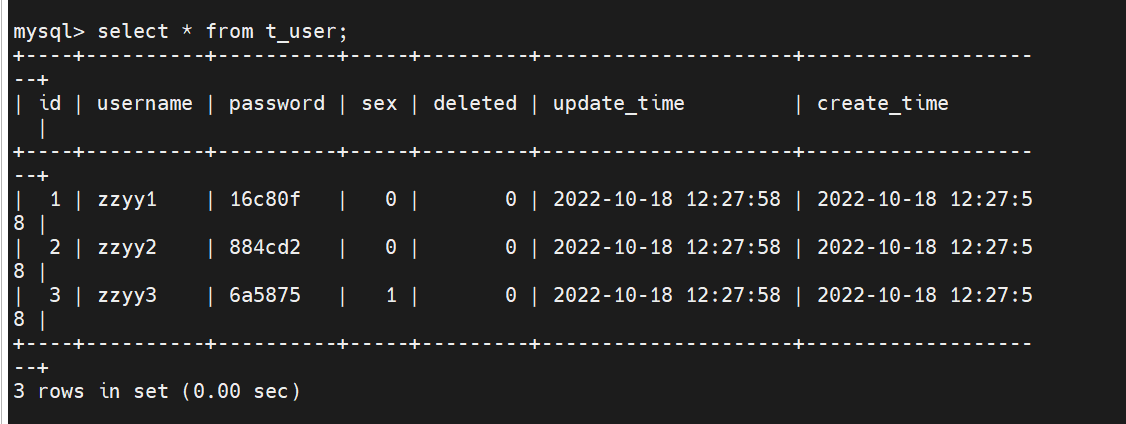 mysql> select * from t_user;
+----+----------+----------+-----+---------+---------------------+-------------------
--+
| id | username | password | sex | deleted | update_time         | create_time
  |
+----+----------+----------+-----+---------+---------------------+-------------------
--+
|  1 | zzyy1    | 16c80f   |   0 |       0 | 2022-10-18 12:27:58 | 2022-10-18 12:27:5
8 |
|  2 | zzyy2    | 884cd2   |   0 |       0 | 2022-10-18 12:27:58 | 2022-10-18 12:27:5
8 |
|  3 | zzyy3    | 6a5875   |   1 |       0 | 2022-10-18 12:27:58 | 2022-10-18 12:27:5
8 |
+----+----------+----------+-----+---------+---------------------+-------------------
--+
3 rows in set (0.00 sec)